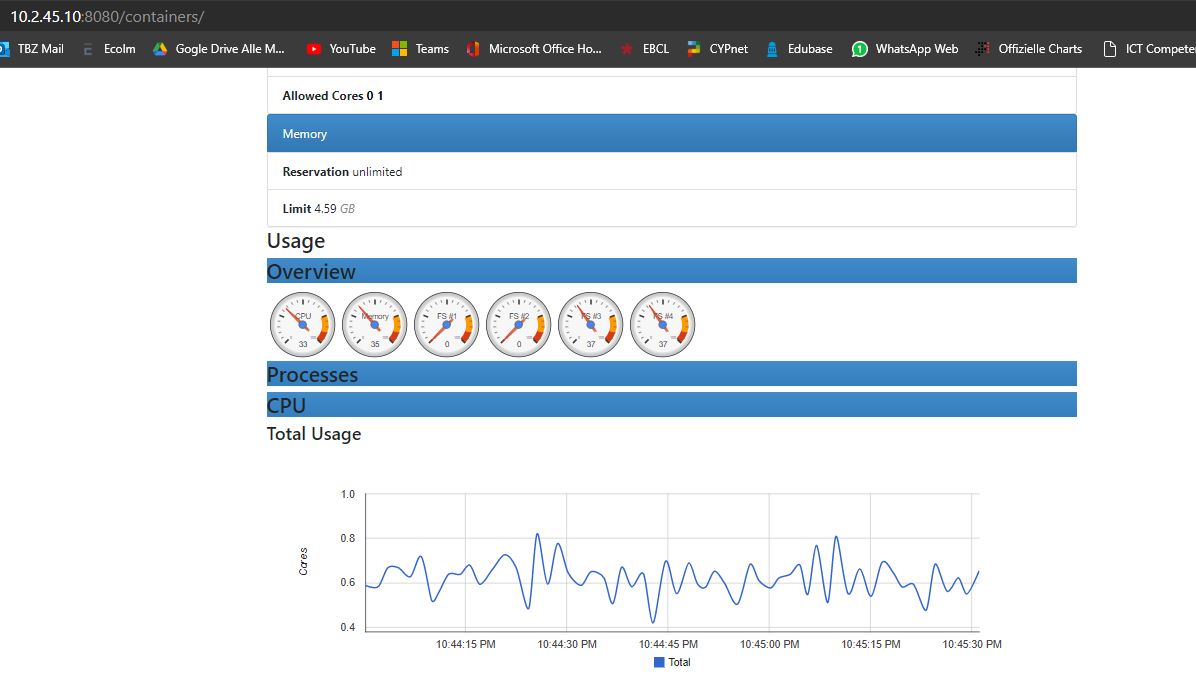 10.2.45.10:8080/containers/
TBZ Mail Ecolm Gogle Drive Alle M... YouTube Teams Microsoft Office Ho... EBCL CYPnet Edubase WhatsApp Web Offizielle Charts ICT Competer
Allowed Cores 0 1
Memory
Reservation unlimited
Limit 4.59 GB
Usage
Overview
CPU Memory FS #1 FS #2 FS #3 FS #4
33 35 0 0 37 37
Processes
CPU
Total Usage
1.0
0.8
0.6
0.4
Cores
10:44:15 PM 10:44:30 PM 10:44:45 PM 10:45:00 PM 10:45:15 PM 10:45:30 PM
Total